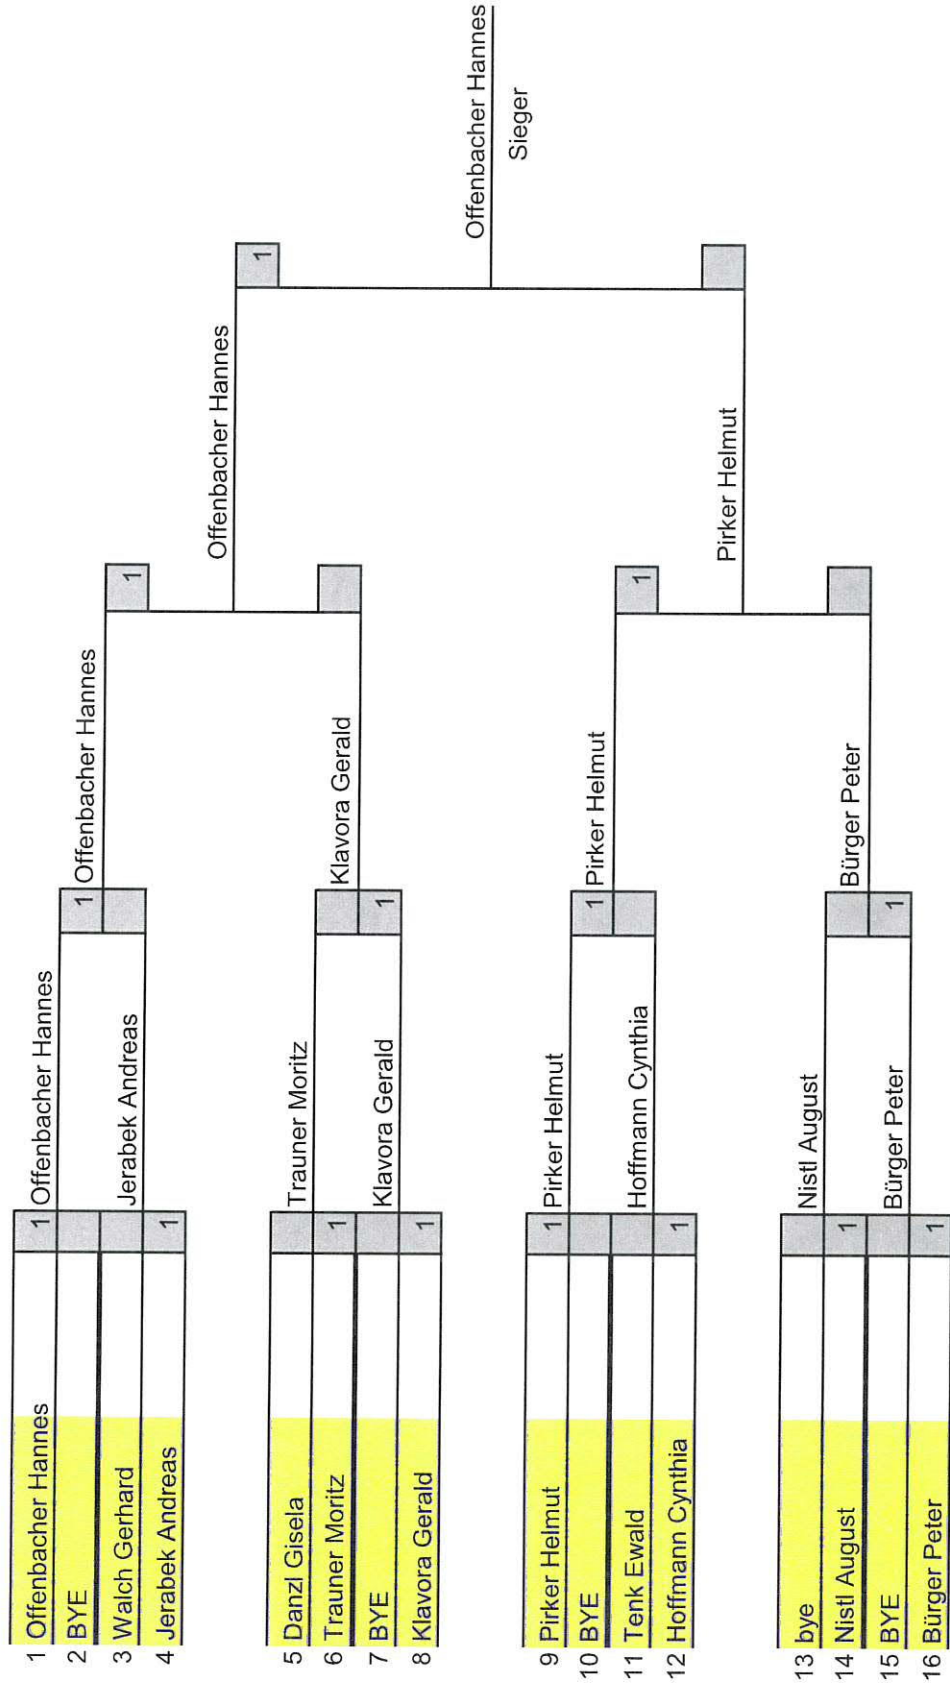 1 Offenbacher Hannes 1
2 BYE
3 Walch Gerhard
4 Jerabek Andreas 1
5 Danzl Gisela
6 Trauner Moritz 1
7 BYE
8 Klavora Gerald 1
9 Pirker Helmut 1
10 BYE
11 Tenk Ewald
12 Hoffmann Cynthia 1
13 bye
14 Nistl August 1
15 BYE
16 Bürger Peter 1
Offenbacher Hannes 1
Jerabek Andreas
Trauner Moritz
Klavora Gerald 1
Pirker Helmut 1
Hoffmann Cynthia
Nistl August
Bürger Peter 1
Offenbacher Hannes 1
Klavora Gerald
Pirker Helmut 1
Bürger Peter
Offenbacher Hannes 1
Pirker Helmut
Offenbacher Hannes
Sieger